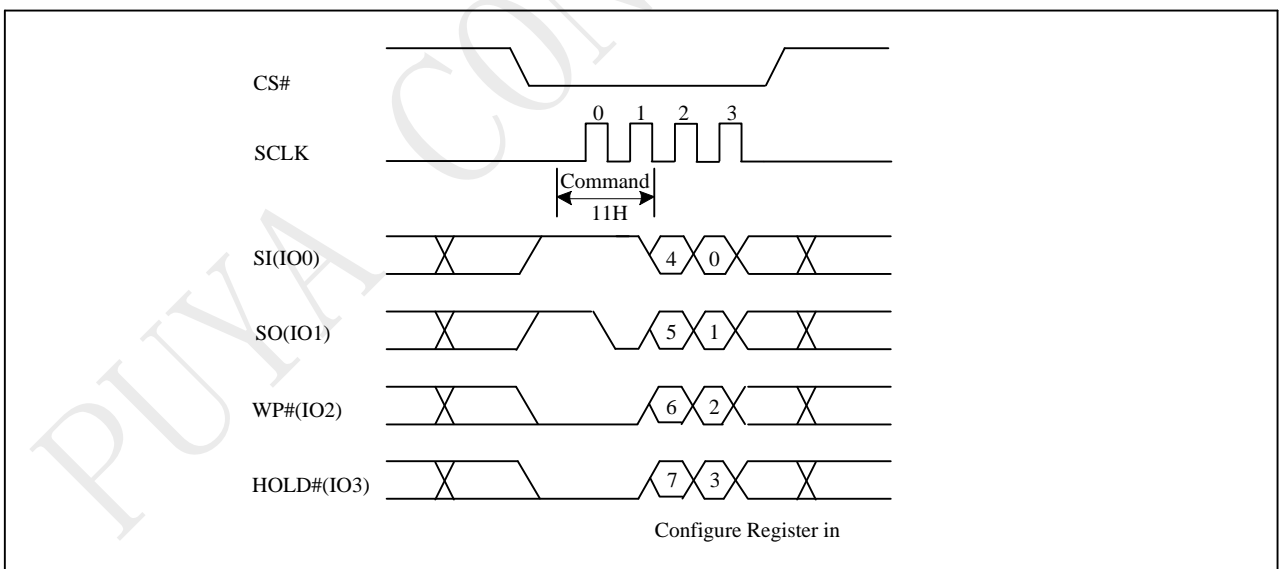 CS#
0 1 2 3
SCLK
Command
11H
SI(IO0)
4 0
SO(IO1)
5 1
WP#(IO2)
6 2
HOLD#(IO3)
7 3
Configure Register in
PUYA CON